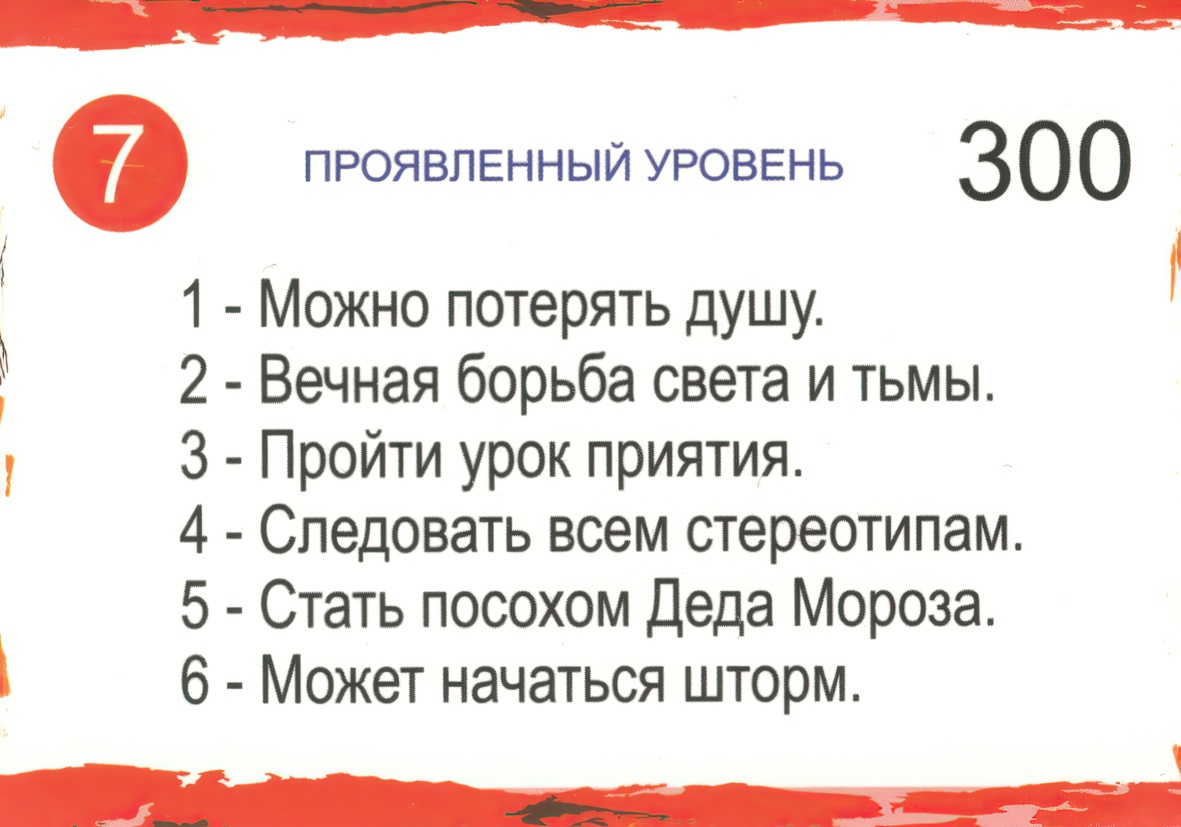 7
ПРОЯВЛЕННЫЙ УРОВЕНЬ
300
1 - Можно потерять душу.
2 - Вечная борьба света и тьмы.
3 - Пройти урок приятия.
4 - Следовать всем стереотипам.
5 - Стать посохом Деда Мороза.
6 - Может начаться шторм.